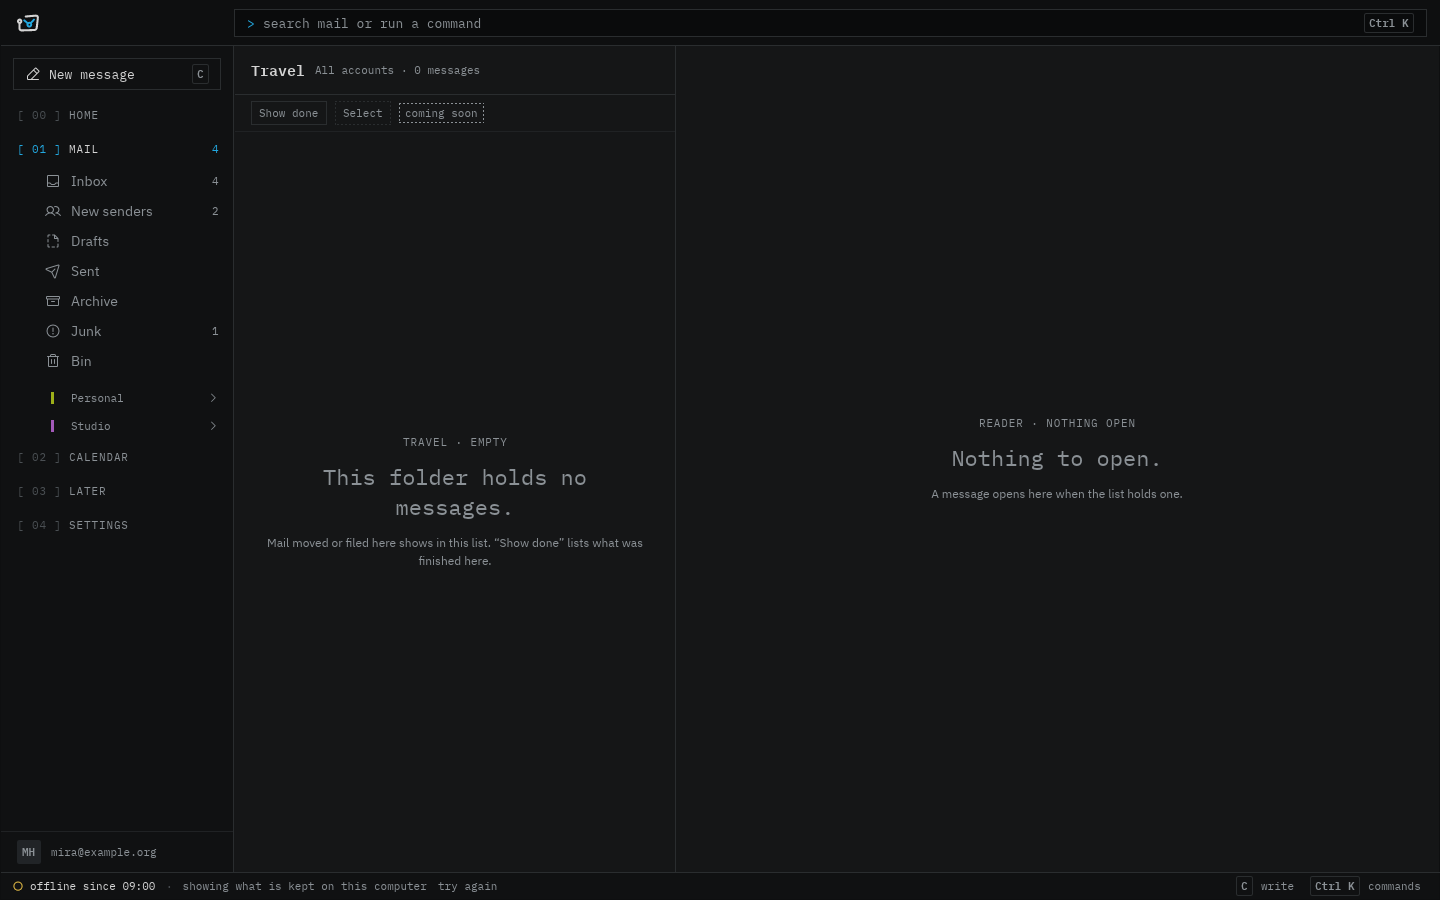 > search mail or run a command Ctrl K
New message C
[ 00 ] HOME
[ 01 ] MAIL 4
Inbox 4
New senders 2
Drafts
Sent
Archive
Junk 1
Bin
Personal
Studio
[ 02 ] CALENDAR
[ 03 ] LATER
[ 04 ] SETTINGS
MH mira@example.org
Travel All accounts · 0 messages
Show done Select coming soon
TRAVEL · EMPTY
This folder holds no
messages.
Mail moved or filed here shows in this list. “Show done” lists what was
finished here.
READER · NOTHING OPEN
Nothing to open.
A message opens here when the list holds one.
offline since 09:00 · showing what is kept on this computer try again
C write Ctrl K commands